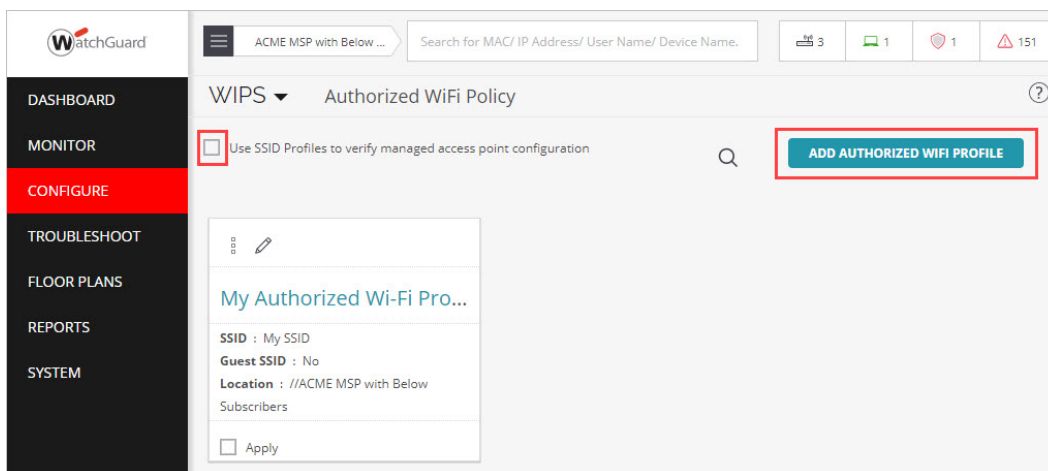 WatchGuard
ACME MSP with Below ...
Search for MAC/ IP Address/ User Name/ Device Name.
3
1
1
151
DASHBOARD
MONITOR
CONFIGURE
TROUBLESHOOT
FLOOR PLANS
REPORTS
SYSTEM
WIPS
Authorized WiFi Policy
?
Use SSID Profiles to verify managed access point configuration
ADD AUTHORIZED WIFI PROFILE
My Authorized Wi-Fi Pro...
SSID : My SSID
Guest SSID : No
Location : //ACME MSP with Below
Subscribers
Apply